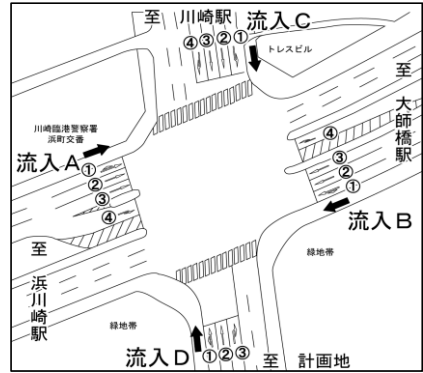 至 川崎駅
流入C
④③②①
トレスビル
至
大師橋駅
川崎臨港警察署
浜町交番
流入A
①
②
③
④
④
③
②
①
流入B
至
浜川崎駅
緑地帯
緑地帯
流入D
①②③
至 計画地